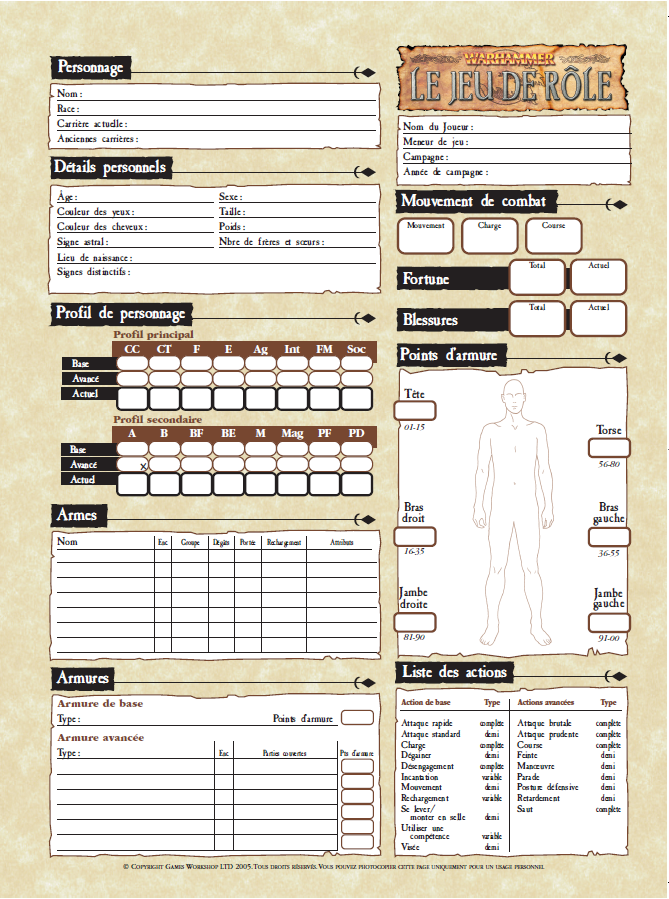 Personnage
Nom :
Race :
Carrière actuelle :
Anciennes carrières :
WARHAMMER
LE JEU DE RÔLE
Nom du Joueur :
Meneur de jeu :
Campagne :
Année de campagne :
Détails personnels
Âge : Sexe :
Couleur des yeux : Taille :
Couleur des cheveux : Poids :
Signe astral : Nbre de frères et sœurs :
Lieu de naissance :
Signes distinctifs :
Mouvement de combat
Mouvement Charge Course
Fortune Total Actuel
Blessures Total Actuel
Profil de personnage
Profil principal
CC CT F E Ag Int FM Soc
Base
Avancé
Actuel
Profil secondaire
A B BF BE M Mag PF PD
Base
Avancé x
Actuel
Points d'armure
Tête
01-15
Torse
56-80
Bras droit
16-35
Bras gauche
36-55
Jambe droite
81-90
Jambe gauche
91-00
Armes
Nom Enc Groupe Dégâts Portée Rechargement Attributs
Armures
Armure de base
Type : Points d'armure
Armure avancée
Type : Enc Parties couvertes Pts d'armure
Liste des actions
Action de base Type Actions avancées Type
Attaque rapide complète Attaque brutale complète
Attaque standard demi Attaque prudente complète
Charge complète Course complète
Dégainer demi Feinte demi
Désengagement complète Manœuvre demi
Incantation variable Parade demi
Mouvement demi Posture défensive demi
Rechargement variable Retardement demi
Se lever/ Saut complète
monter en selle demi
Utiliser une
compétence variable
Visée demi
© Copyright Games Workshop LTD 2005. Tous droits réservés. Vous pouvez photocopier cette page uniquement pour un usage personnel